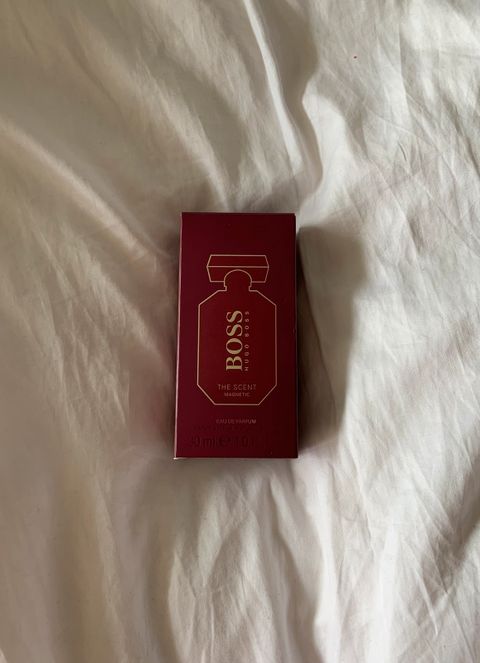 BOSS
HUGO BOSS
THE SCENT
MAGNETIC
EAU DE PARFUM